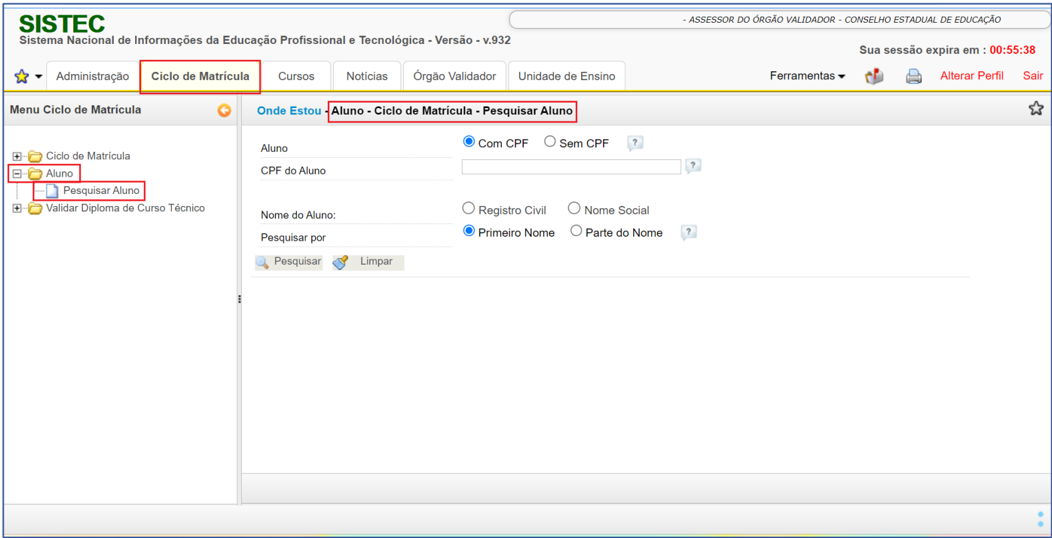 SISTEC
- ASSESSOR DO ÓRGÃO VALIDADOR - CONSELHO ESTADUAL DE EDUCAÇÃO
Sistema Nacional de Informações da Educação Profissional e Tecnológica - Versão - v.932
Sua sessão expira em : 00:55:38
Administração Ciclo de Matrícula Cursos Notícias Órgão Validador Unidade de Ensino Ferramentas Alterar Perfil Sair
Menu Ciclo de Matrícula
Onde Estou - Aluno - Ciclo de Matrícula - Pesquisar Aluno
Ciclo de Matrícula
Aluno
Pesquisar Aluno
Validar Diploma de Curso Técnico
Aluno Com CPF Sem CPF ?
CPF do Aluno ?
Nome do Aluno: Registro Civil Nome Social
Pesquisar por Primeiro Nome Parte do Nome ?
Pesquisar Limpar